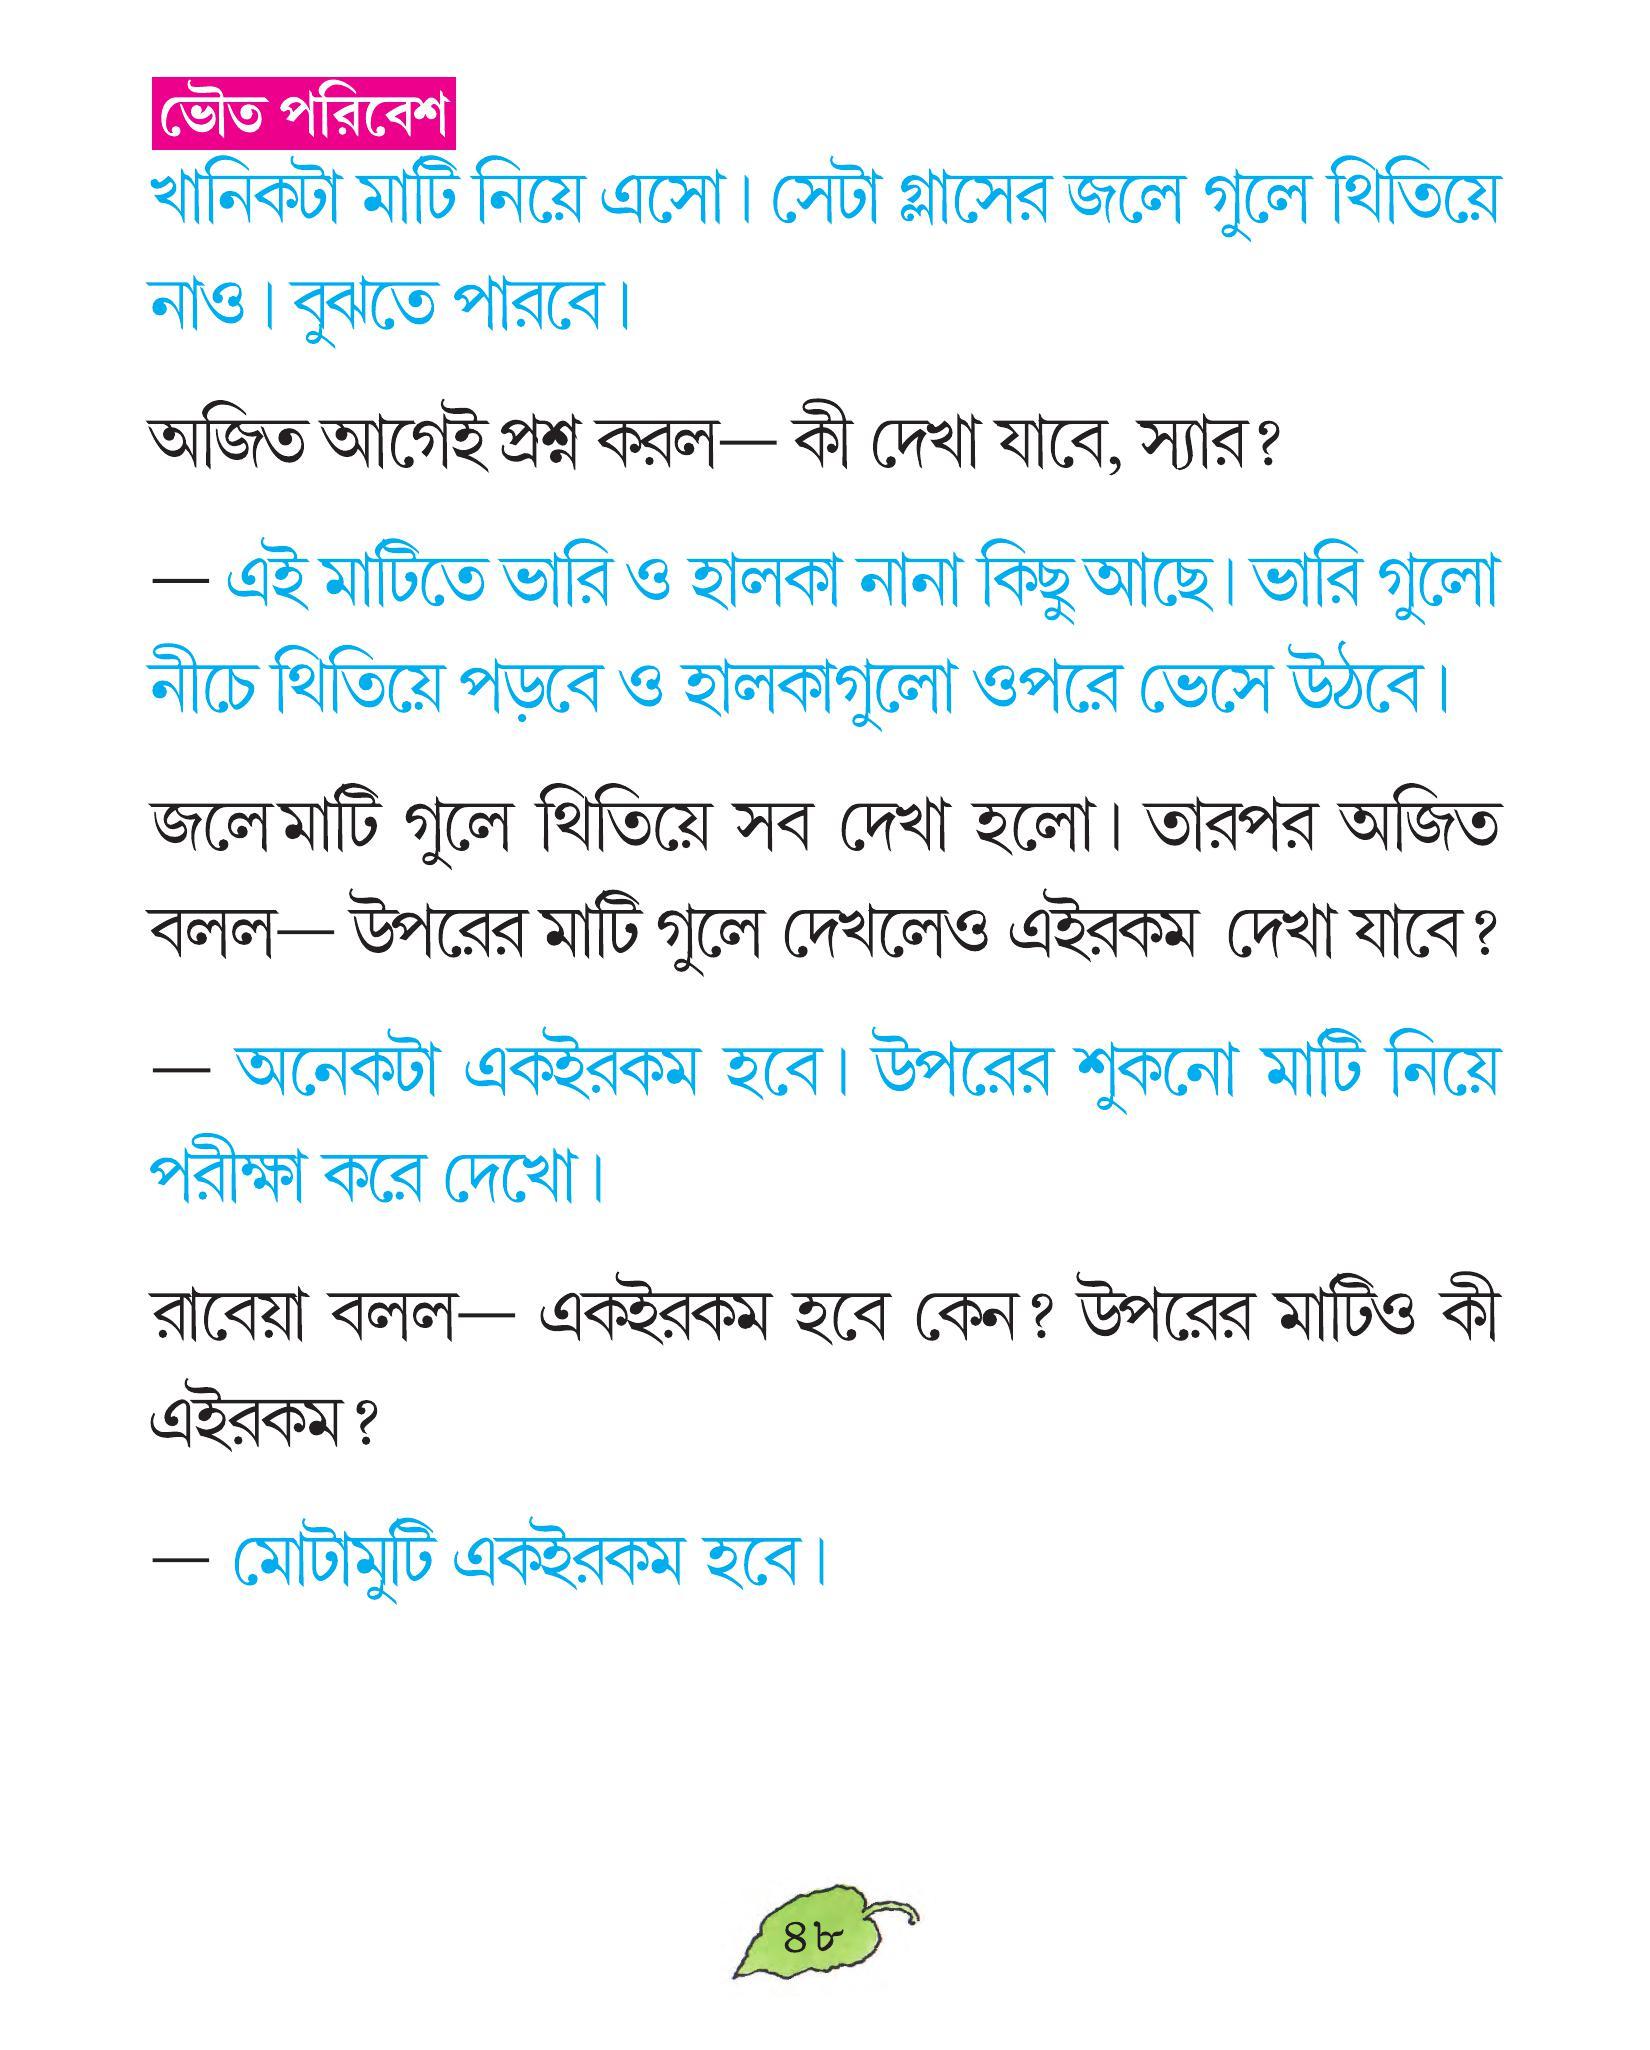 ভৌত পরিবেশ
খানিকটা মাটি নিয়ে এসো। সেটা গ্লাসের জলে গুলে থিতিয়ে
নাও। বুঝতে পারবে।
অজিত আগেই প্রশ্ন করল— কী দেখা যাবে, স্যার?
— এই মাটিতে ভারি ও হালকা নানা কিছু আছে। ভারি গুলো
নীচে থিতিয়ে পড়বে ও হালকাগুলো ওপরে ভেসে উঠবে।
জলে মাটি গুলে থিতিয়ে সব দেখা হলো। তারপর অজিত
বলল— উপরের মাটি গুলে দেখলেও এইরকম দেখা যাবে?
— অনেকটা একইরকম হবে। উপরের শুকনো মাটি নিয়ে
পরীক্ষা করে দেখো।
রাবেয়া বলল— একইরকম হবে কেন? উপরের মাটিও কী
এইরকম?
— মোটামুটি একইরকম হবে।
৪৮